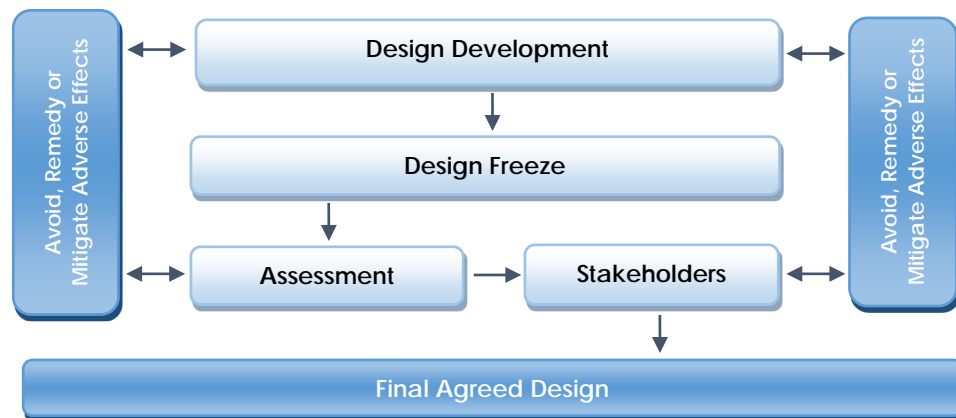 Avoid, Remedy or
Mitigate Adverse Effects
Design Development
Avoid, Remedy or
Mitigate Adverse Effects
Design Freeze
Assessment
Stakeholders
Final Agreed Design